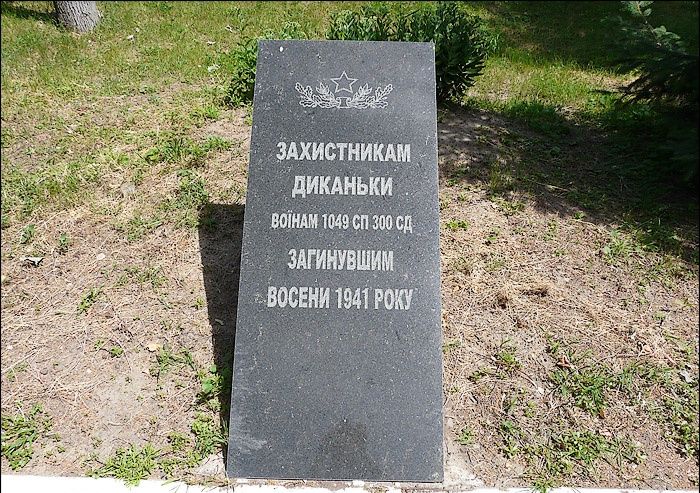 ЗАХИСТНИКАМ
ДИКАНЬКИ
ВОЇНАМ 1049 СП 300 СД
ЗАГИНУВШИМ
ВОСЕНИ 1941 РОКУ